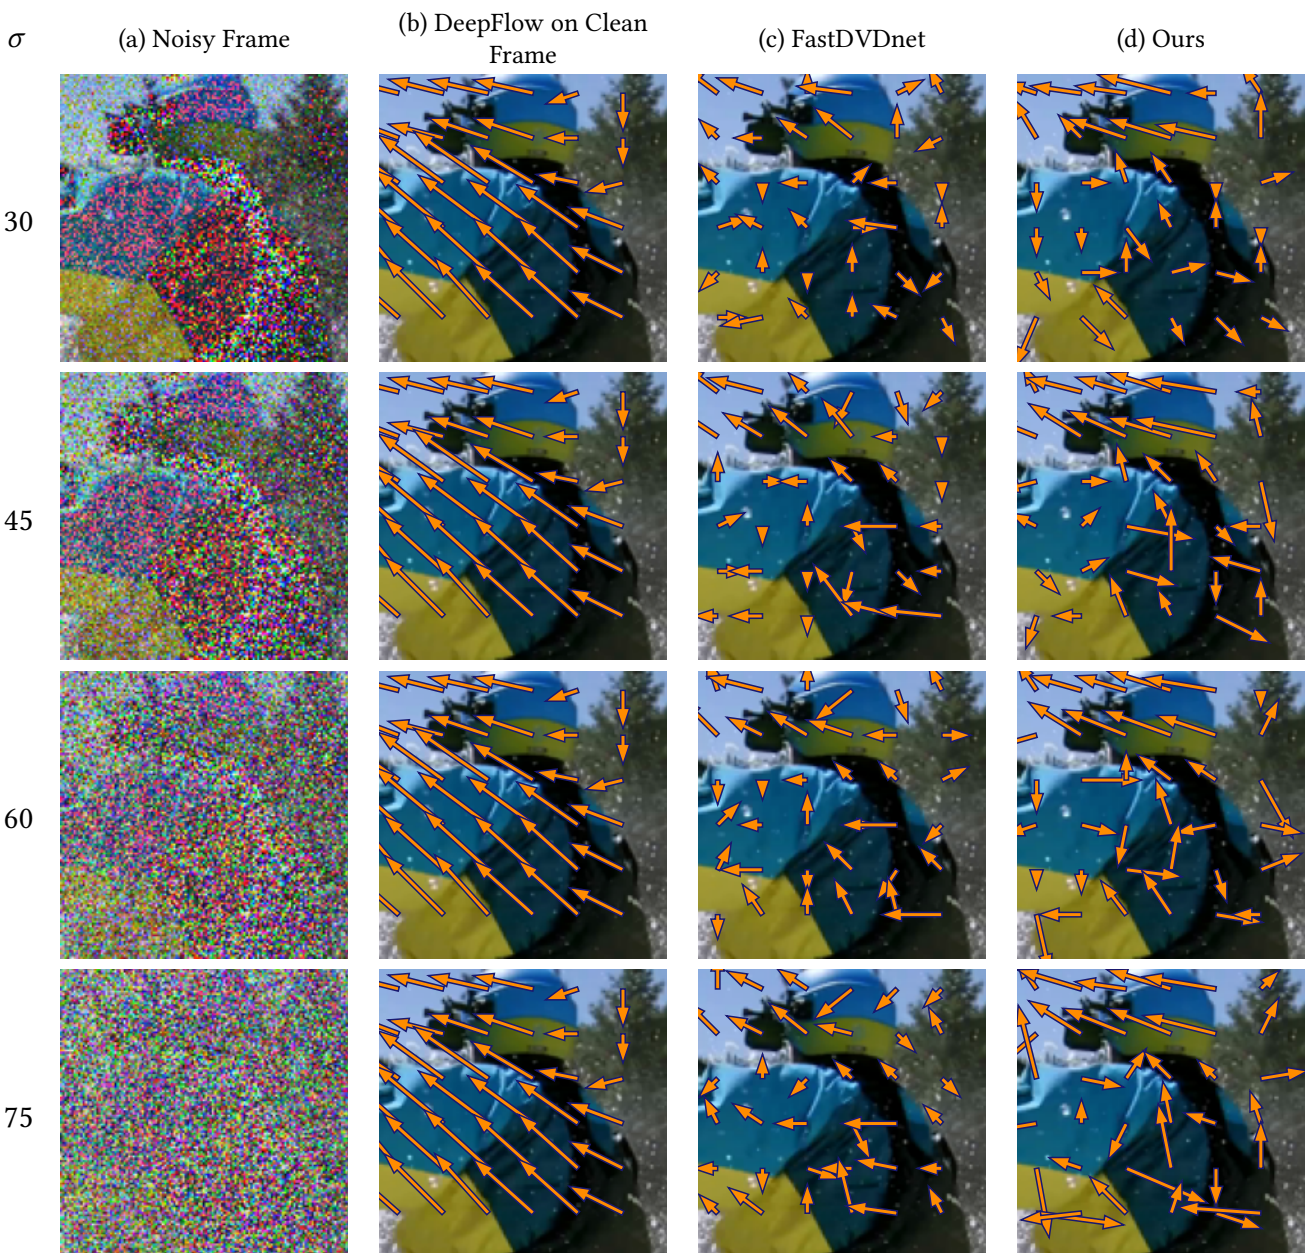 σ
(a) Noisy Frame
(b) DeepFlow on Clean
Frame
(c) FastDVDnet
(d) Ours
30
45
60
75